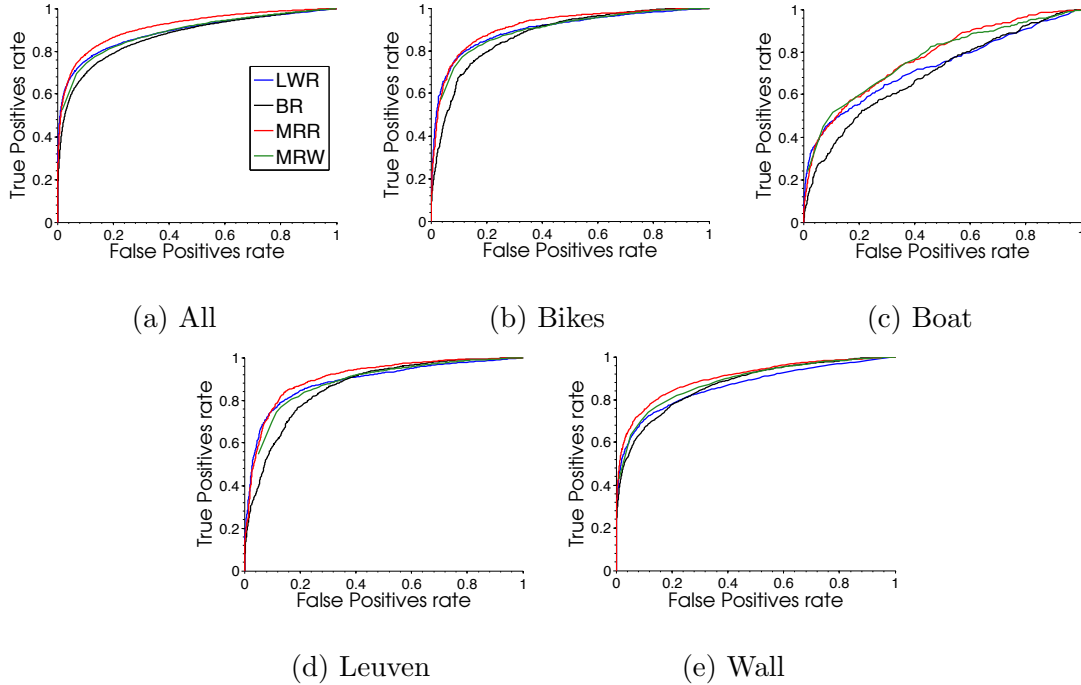 True Positives rate
1
0.8
0.6
0.4
0.2
0
0 0.2 0.4 0.6 0.8 1
False Positives rate
LWR
BR
MRR
MRW
(a) All
True Positives rate
1
0.8
0.6
0.4
0.2
0
0 0.2 0.4 0.6 0.8 1
False Positives rate
(b) Bikes
True Positives rate
1
0.8
0.6
0.4
0.2
0
0 0.2 0.4 0.6 0.8 1
False Positives rate
(c) Boat
True Positives rate
1
0.8
0.6
0.4
0.2
0
0 0.2 0.4 0.6 0.8 1
False Positives rate
(d) Leuven
True Positives rate
1
0.8
0.6
0.4
0.2
0
0 0.2 0.4 0.6 0.8 1
False Positives rate
(e) Wall